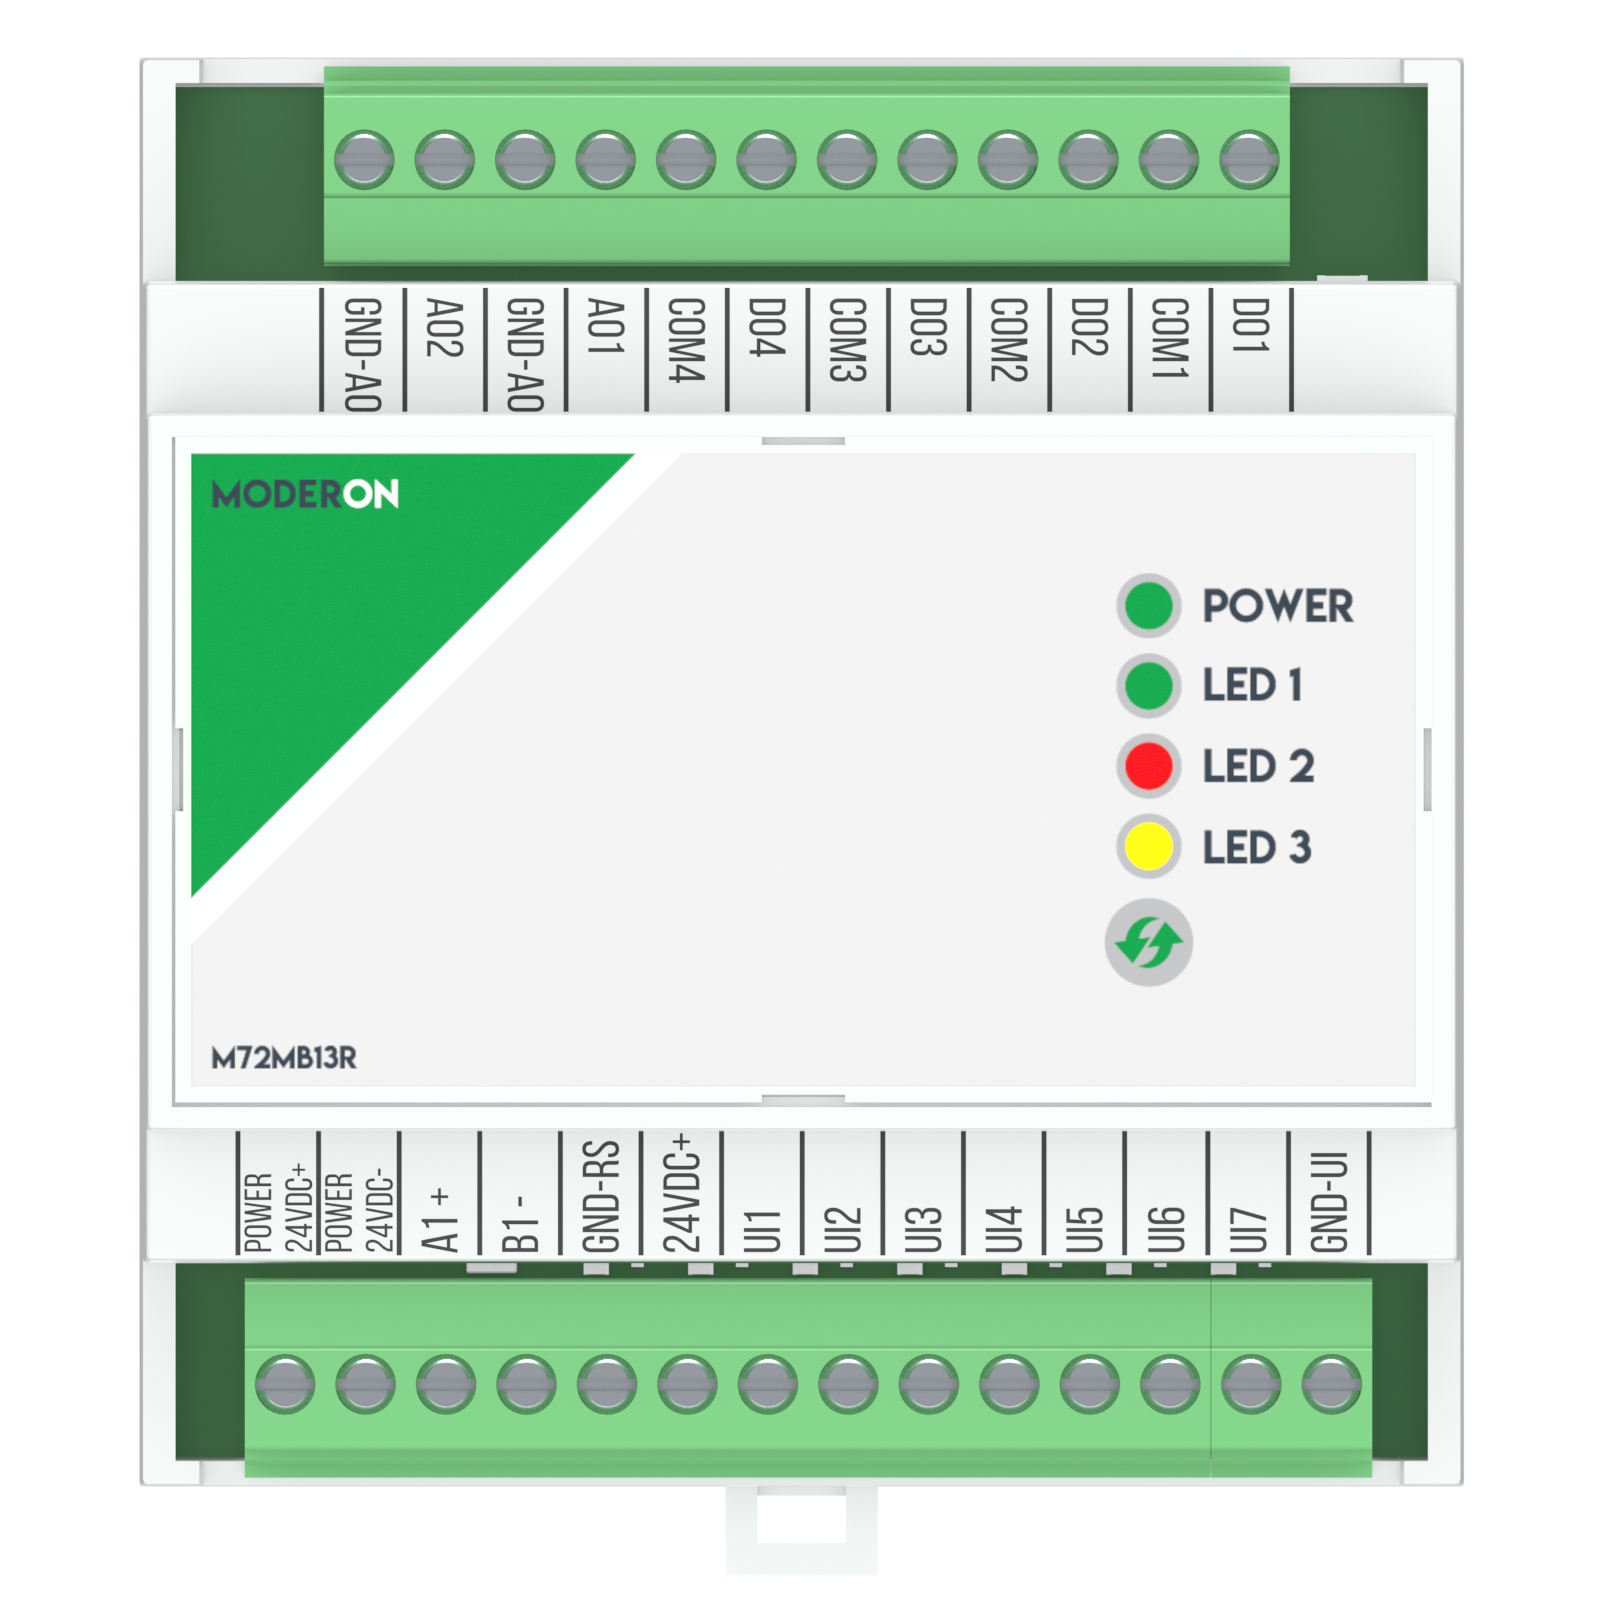 GND-AO
AO2
GND-AO
AO1
COM4
DO4
COM3
DO3
COM2
DO2
COM1
DO1
MODERON
POWER
LED 1
LED 2
LED 3
M72MB13R
POWER
24VDC+
POWER
24VDC-
A1 +
B1 -
GND-RS
24VDC+
UI1
UI2
UI3
UI4
UI5
UI6
UI7
GND-UI